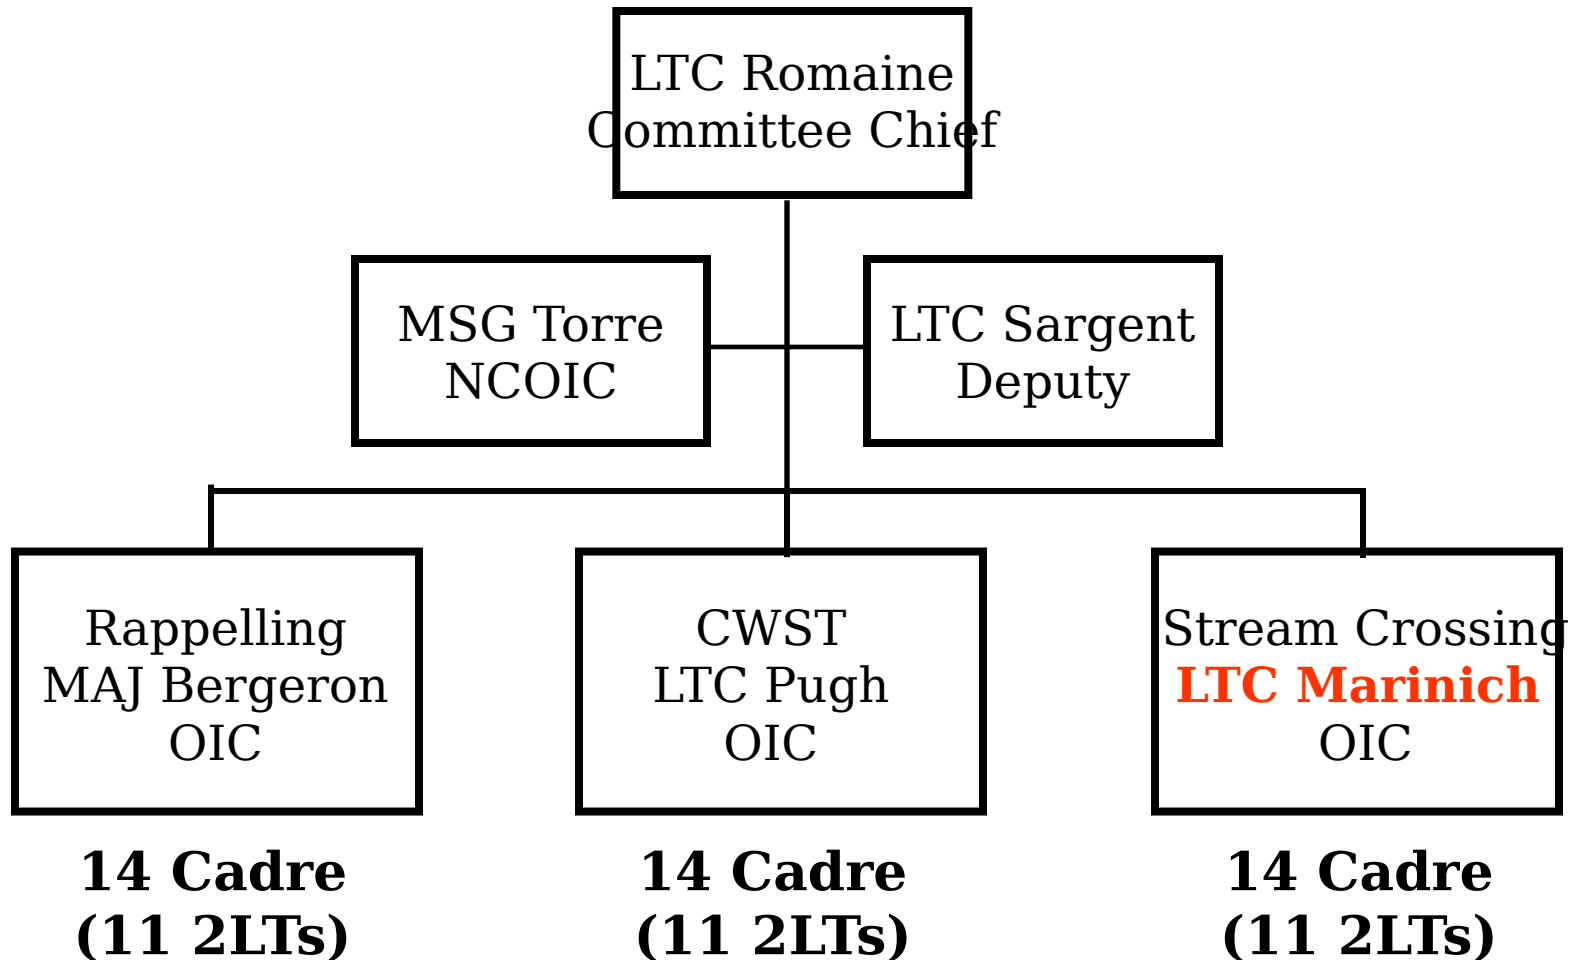 LTC Romaine
Committee Chief
MSG Torre
NCOIC
LTC Sargent
Deputy
Rappelling
MAJ Bergeron
OIC
CWST
LTC Pugh
OIC
Stream Crossing
LTC Marinich
OIC
14 Cadre
(11 2LTs)
14 Cadre
(11 2LTs)
14 Cadre
(11 2LTs)